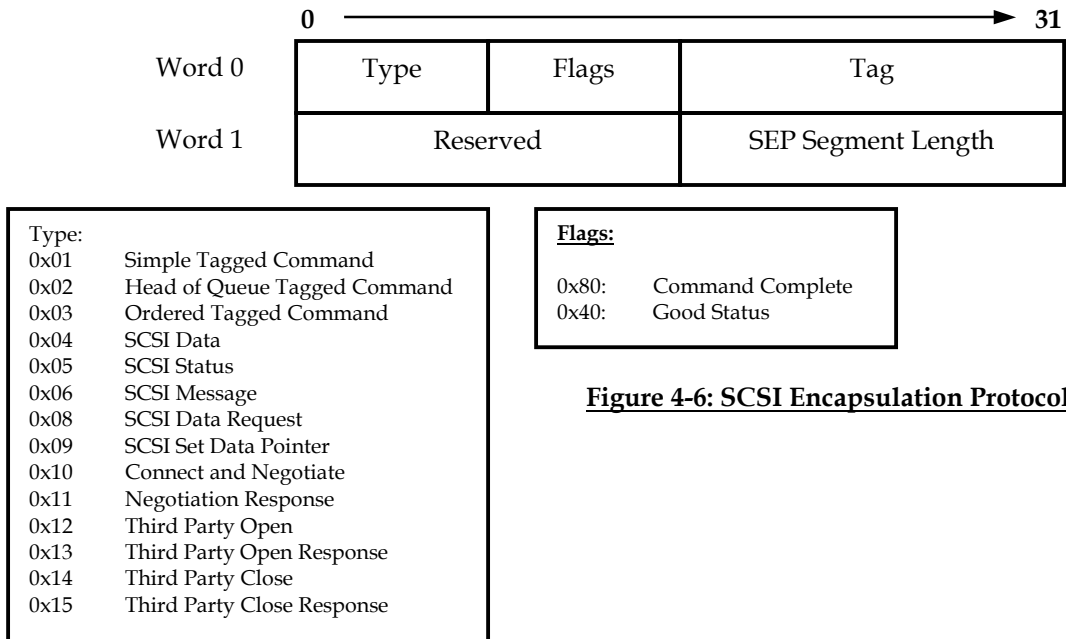 0 31
Word 0 Type Flags Tag
Word 1 Reserved SEP Segment Length
Type:
0x01 Simple Tagged Command
0x02 Head of Queue Tagged Command
0x03 Ordered Tagged Command
0x04 SCSI Data
0x05 SCSI Status
0x06 SCSI Message
0x08 SCSI Data Request
0x09 SCSI Set Data Pointer
0x10 Connect and Negotiate
0x11 Negotiation Response
0x12 Third Party Open
0x13 Third Party Open Response
0x14 Third Party Close
0x15 Third Party Close Response
Flags:
0x80: Command Complete
0x40: Good Status
Figure 4-6: SCSI Encapsulation Protocol